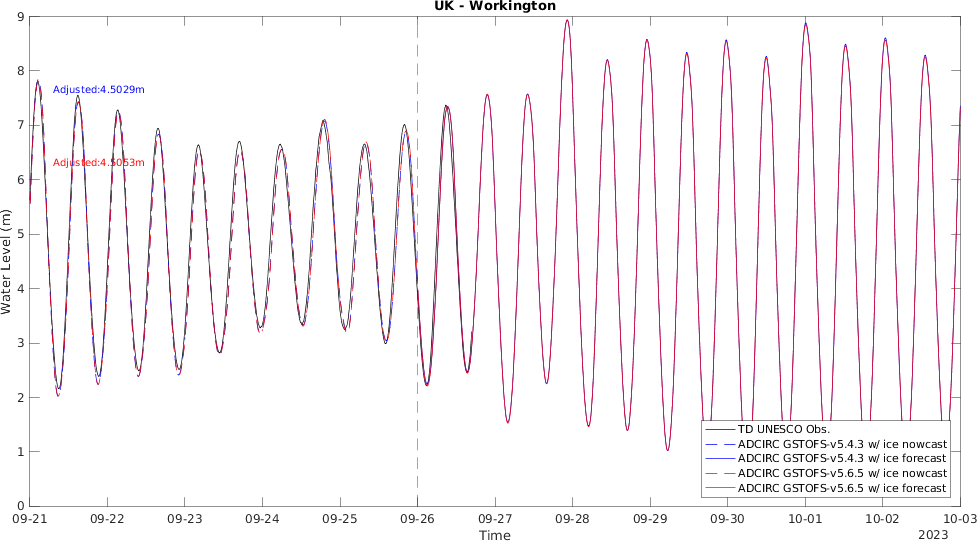 UK - Workington
9
8
7
6
5
4
3
2
1
0
Water Level (m)
Adjusted:4.5029m
Adjusted:4.5053m
TD UNESCO Obs.
ADCIRC GSTOFS-v5.4.3 w/ ice nowcast
ADCIRC GSTOFS-v5.4.3 w/ ice forecast
ADCIRC GSTOFS-v5.6.5 w/ ice nowcast
ADCIRC GSTOFS-v5.6.5 w/ ice forecast
09-21 09-22 09-23 09-24 09-25 09-26 09-27 09-28 09-29 09-30 10-01 10-02 10-03
Time
2023